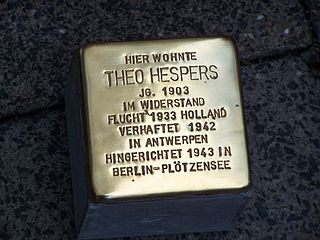 HIER WOHNTE
THEO HESPERS
JG. 1903
IM WIDERSTAND
FLUCHT 1933 HOLLAND
VERHAFTET 1942
IN ANTWERPEN
HINGERICHTET 1943 IN
BERLIN-PLÖTZENSEE